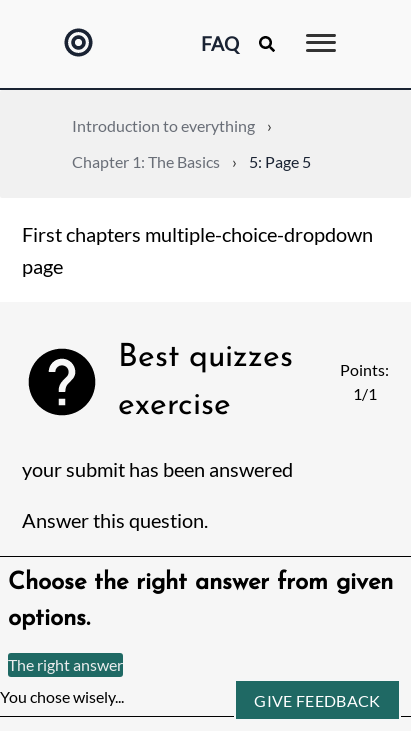 FAQ
Introduction to everything ›
Chapter 1: The Basics › 5: Page 5
First chapters multiple-choice-dropdown
page
Best quizzes
exercise
Points:
1/1
your submit has been answered
Answer this question.
Choose the right answer from given
options.
The right answer
You chose wisely...
GIVE FEEDBACK